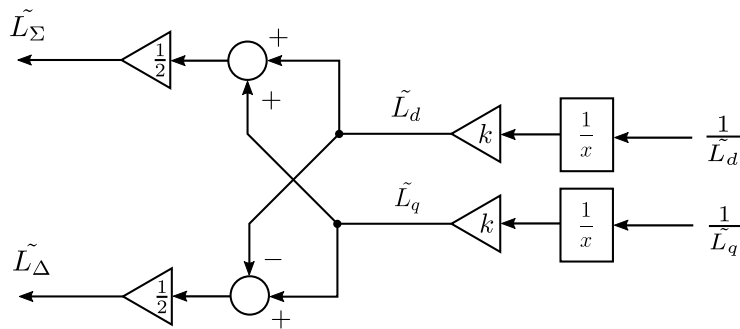 L̃_Σ
1/2
+
+
L̃_d
k
1/x
1/L̃_d
L̃_q
k
1/x
1/L̃_q
L̃_Δ
1/2
−
+